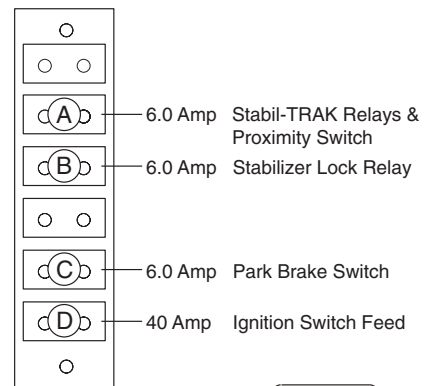 A 6.0 Amp Stabil-TRAK Relays &
Proximity Switch
B 6.0 Amp Stabilizer Lock Relay
C 6.0 Amp Park Brake Switch
D 40 Amp Ignition Switch Feed